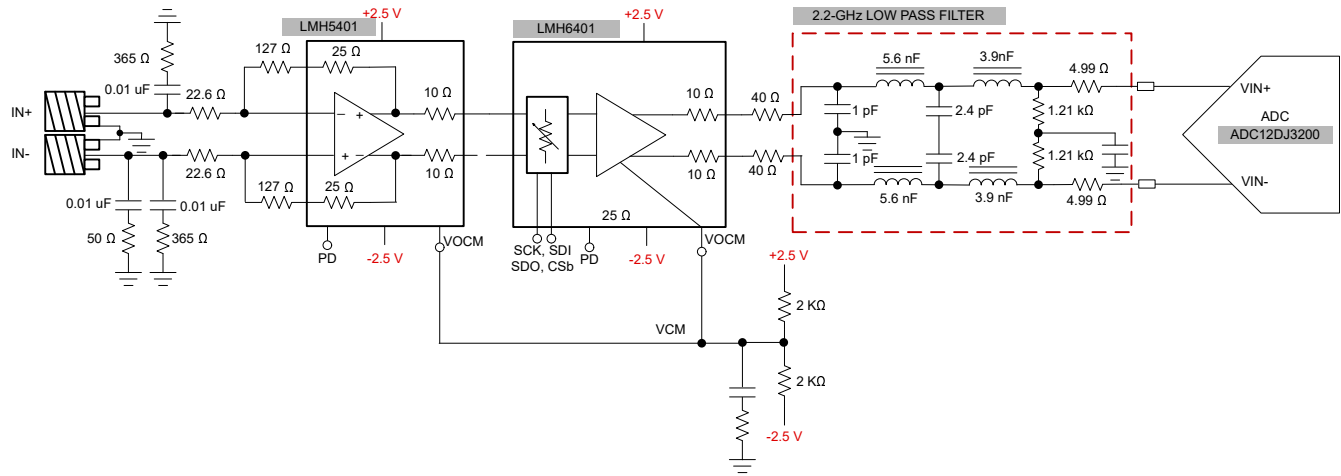 +2.5 V
LMH5401
365 Ω
0.01 uF
IN+
IN-
22.6 Ω
22.6 Ω
127 Ω
25 Ω
- +
+ -
127 Ω
25 Ω
10 Ω
10 Ω
0.01 uF
0.01 uF
50 Ω
365 Ω
PD
-2.5 V
VOCM
+2.5 V
LMH6401
10 Ω
10 Ω
25 Ω
SCK, SDI
SDO, CSb
PD
-2.5 V
VOCM
40 Ω
40 Ω
2.2-GHz LOW PASS FILTER
5.6 nF
3.9nF
4.99 Ω
1 pF
2.4 pF
1.21 kΩ
1 pF
2.4 pF
1.21 kΩ
5.6 nF
3.9 nF
4.99 Ω
VIN+
ADC
ADC12DJ3200
VIN-
VCM
+2.5 V
2 KΩ
2 KΩ
-2.5 V